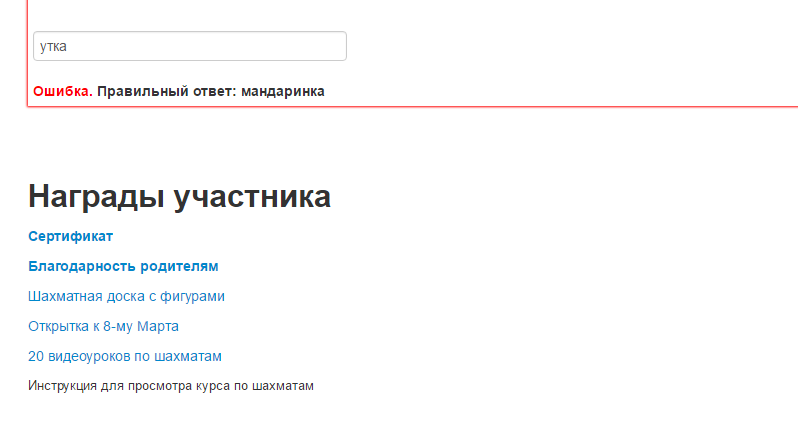 утка
Ошибка. Правильный ответ: мандаринка
Награды участника
Сертификат
Благодарность родителям
Шахматная доска с фигурами
Открытка к 8-му Марта
20 видеоуроков по шахматам
Инструкция для просмотра курса по шахматам